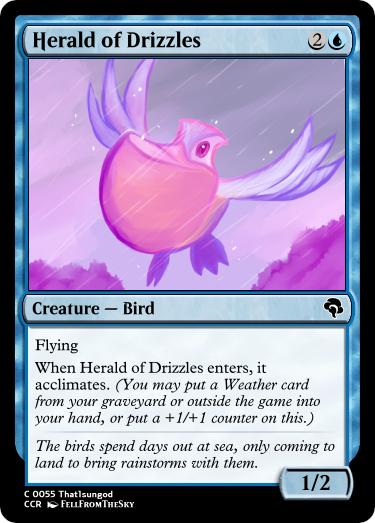 Herald of Drizzles 2
Creature — Bird
Flying
When Herald of Drizzles enters, it
acclimates. (You may put a Weather card
from your graveyard or outside the game into
your hand, or put a +1/+1 counter on this.)
The birds spend days out at sea, only coming to
land to bring rainstorms with them.
1/2
C 0055 That1sungod
CCR FellFromTheSky